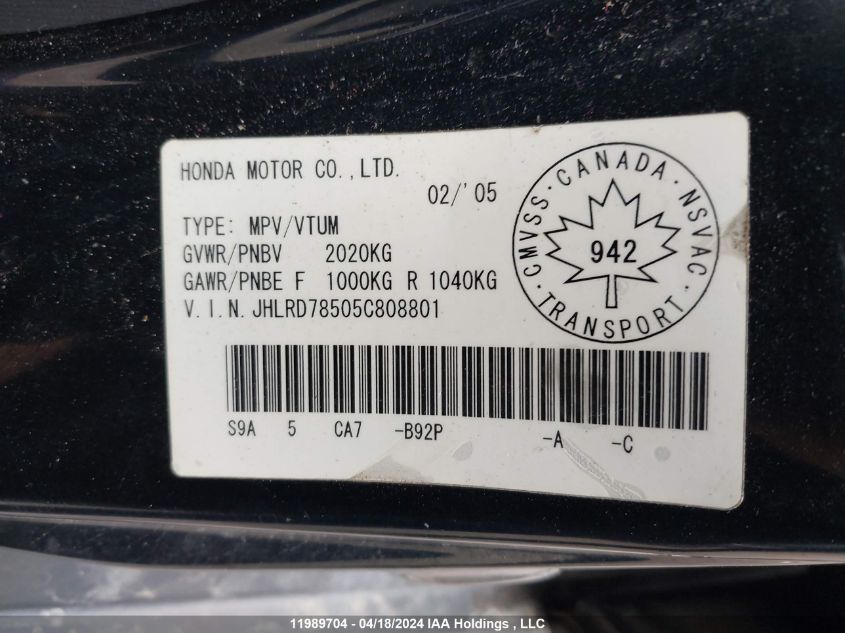 HONDA MOTOR CO.,LTD.
02/'05
TYPE: MPV/VTUM
GVWR/PNBV 2020KG
GAWR/PNBE F 1000KG R 1040KG
V.I.N. JHLRD78505C808801
CMVSS · CANADA · NSVAC · TRANSPORT ·
942
S9A 5 CA7 -B92P -A -C
11989704 - 04/18/2024 IAA Holdings , LLC